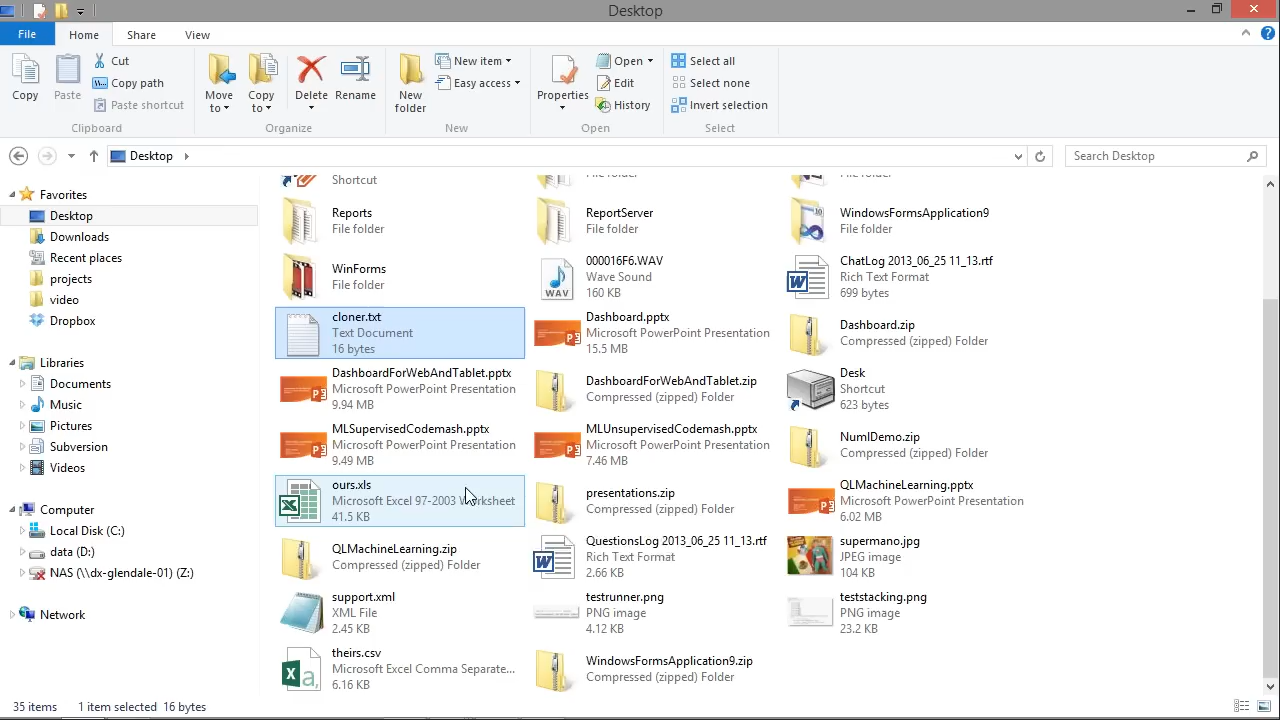 Desktop
File
Home
Share
View
Copy
Paste
Cut
Copy path
Paste shortcut
Clipboard
Move to
Copy to
Delete
Rename
Organize
New folder
New item
Easy access
New
Properties
Open
Edit
History
Open
Select all
Select none
Invert selection
Select
Desktop
Search Desktop
Favorites
Desktop
Downloads
Recent places
projects
video
Dropbox
Libraries
Documents
Music
Pictures
Subversion
Videos
Computer
Local Disk (C:)
data (D:)
Network
Shortcut
Reports
File folder
ReportServer
File folder
WindowsFormsApplication9
File folder
WinForms
File folder
WAV
000016F6.WAV
Wave Sound
160 KB
ChatLog 2013_06_25 11_13.rtf
Rich Text Format
699 bytes
cloner.txt
Text Document
16 bytes
Dashboard.pptx
Microsoft PowerPoint Presentation
15.5 MB
Dashboard.zip
Compressed (zipped) Folder
DashboardForWebAndTablet.pptx
Microsoft PowerPoint Presentation
9.94 MB
DashboardForWebAndTablet.zip
Compressed (zipped) Folder
Desk
Shortcut
623 bytes
MLSupervisedCodemash.pptx
Microsoft PowerPoint Presentation
9.49 MB
MLUnsupervisedCodemash.pptx
Microsoft PowerPoint Presentation
7.46 MB
NumlDemo.zip
Compressed (zipped) Folder
ours.xls
Microsoft Excel 97-2003 Worksheet
41.5 KB
presentations.zip
Compressed (zipped) Folder
QLMachineLearning.pptx
Microsoft PowerPoint Presentation
6.02 MB
QLMachineLearning.zip
Compressed (zipped) Folder
QuestionsLog 2013_06_25 11_13.rtf
Rich Text Format
2.66 KB
supermano.jpg
JPEG image
104 KB
support.xml
XML File
2.45 KB
testrunner.png
PNG image
4.12 KB
teststacking.png
PNG image
23.2 KB
theirs.csv
Microsoft Excel Comma Separate...
6.16 KB
WindowsFormsApplication9.zip
Compressed (zipped) Folder
35 items
1 item selected 16 bytes